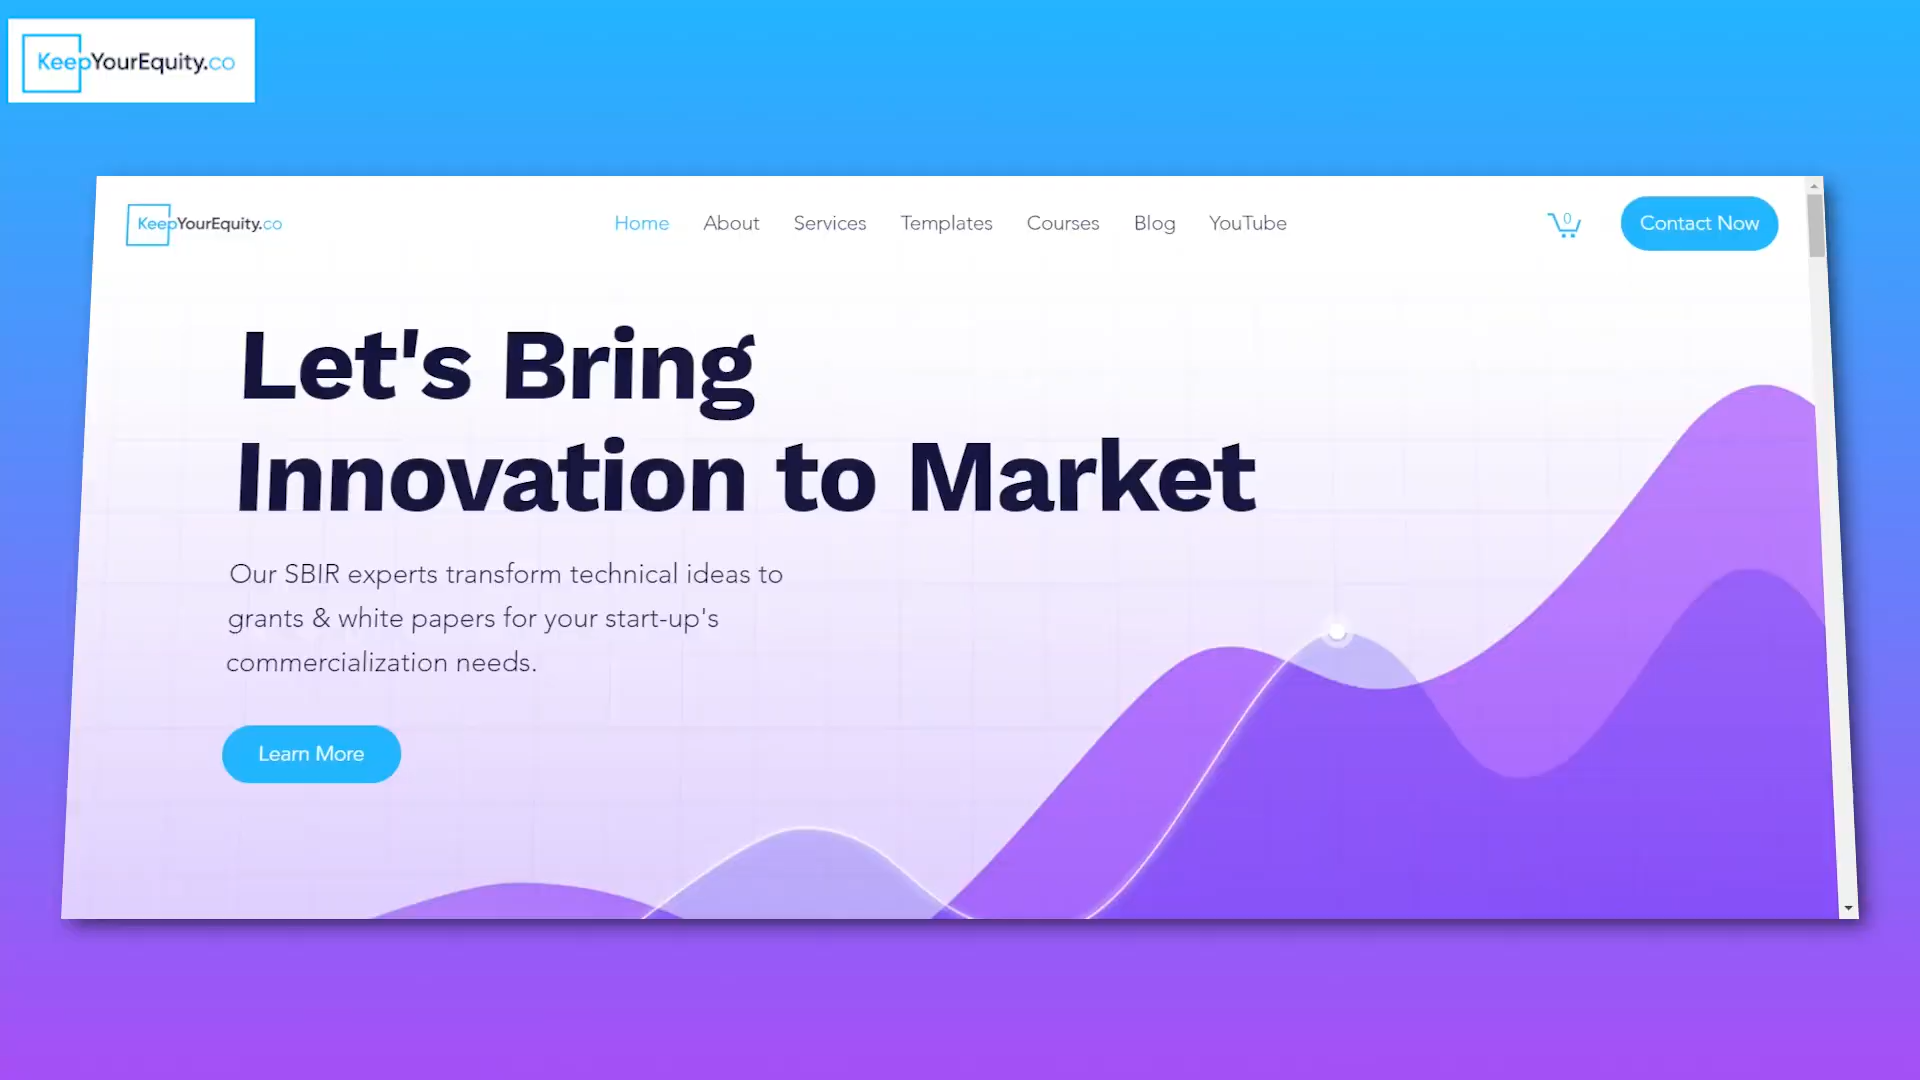 KeepYourEquity.co
KeepYourEquity.co
Home About Services Templates Courses Blog YouTube
0
Contact Now
Let's Bring
Innovation to Market
Our SBIR experts transform technical ideas to
grants & white papers for your start-up's
commercialization needs.
Learn More